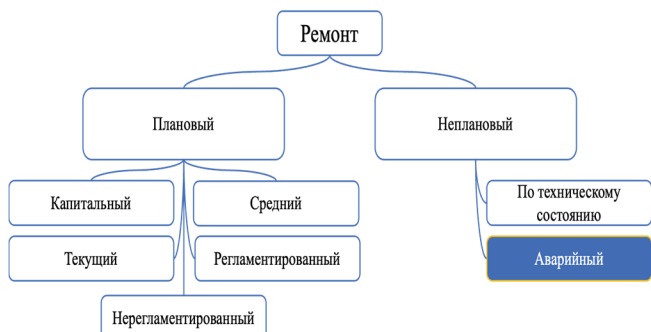 Ремонт
Плановый
Неплановый
Капитальный
Средний
По техническому
состоянию
Текущий
Регламентированный
Аварийный
Нерегламентированный